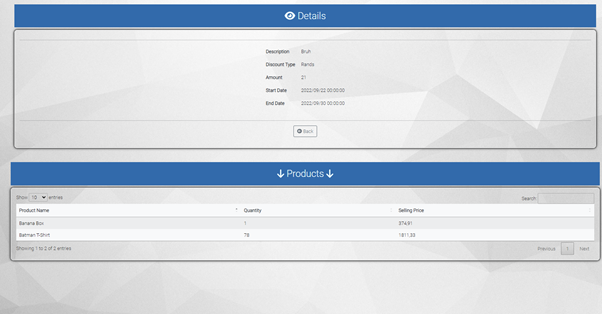 Details
Description Bruh
Discount Type Rands
Amount 21
Start Date 2022/09/22 00:00:00
End Date 2022/09/30 00:00:00
Back
Products
Show 10 entries Search
Product Name Quantity Selling Price
Banana Box 1 374,91
Batman T-Shirt 78 1811,33
Showing 1 to 2 of 2 entries Previous 1 Next